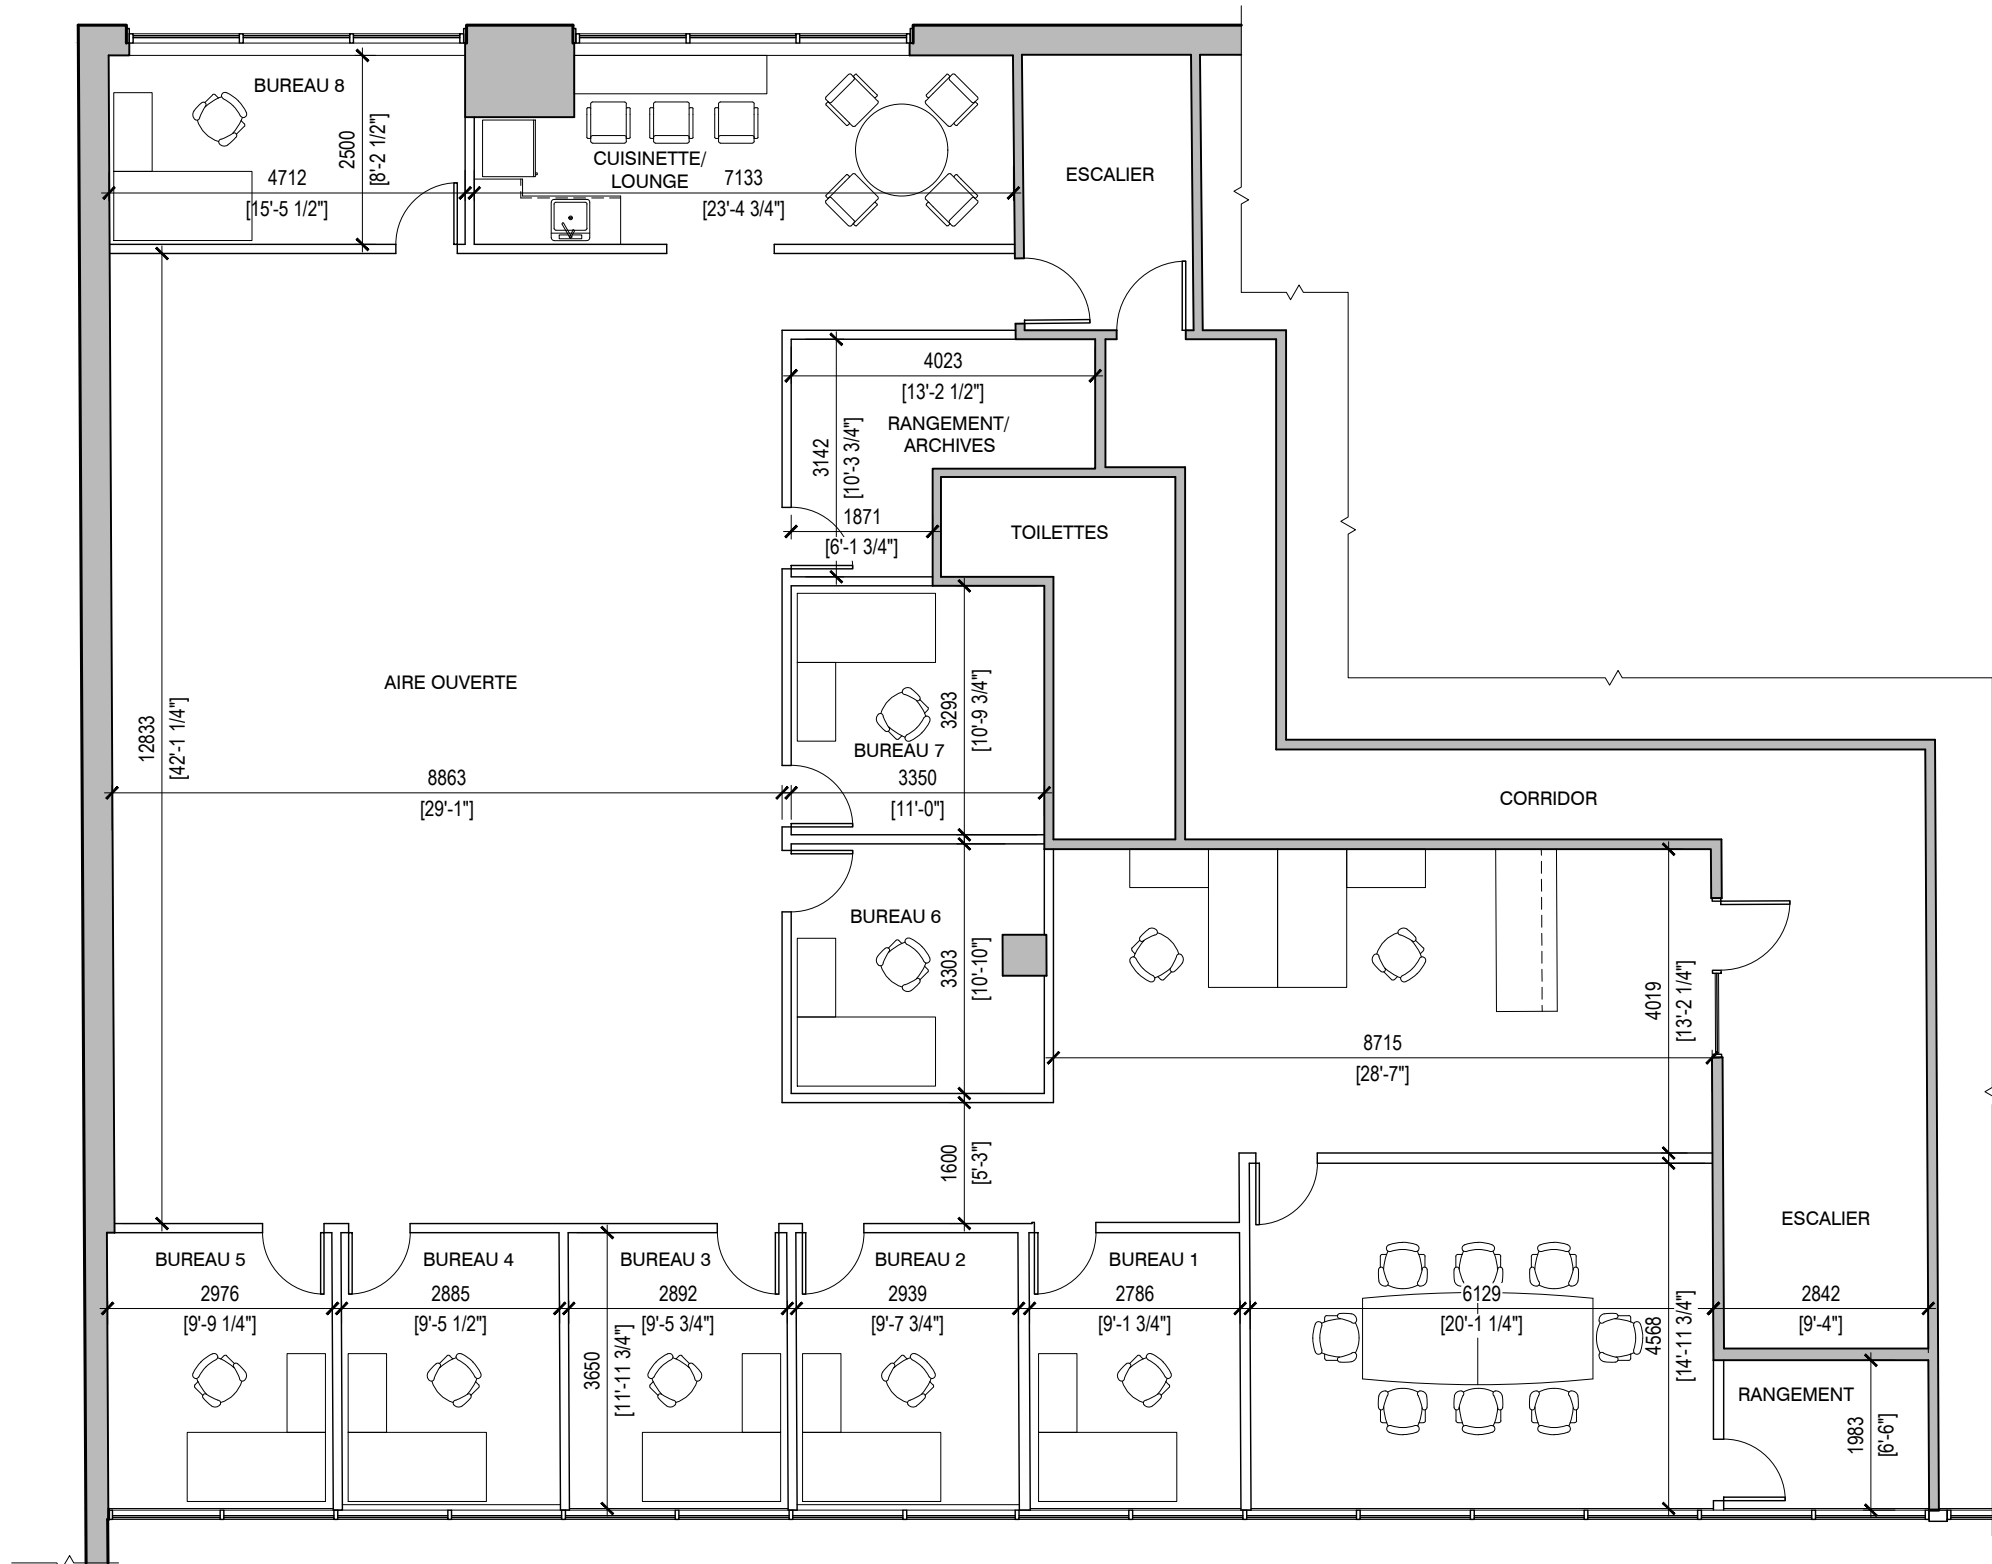 BUREAU 8
2500
[8'-2 1/2"]
4712
[15'-5 1/2"]
CUISINETTE/
LOUNGE
7133
[23'-4 3/4"]
ESCALIER
4023
[13'-2 1/2"]
RANGEMENT/
ARCHIVES
3142
[10'-3 3/4"]
1871
[6'-1 3/4"]
TOILETTES
AIRE OUVERTE
12833
[42'-1 1/4"]
8863
[29'-1"]
3293
[10'-9 3/4"]
BUREAU 7
3350
[11'-0"]
CORRIDOR
BUREAU 6
3303
[10'-10"]
4019
[13'-2 1/4"]
8715
[28'-7"]
1600
[5'-3"]
ESCALIER
BUREAU 5
2976
[9'-9 1/4"]
BUREAU 4
2885
[9'-5 1/2"]
BUREAU 3
2892
[9'-5 3/4"]
3650
[11'-11 3/4"]
BUREAU 2
2939
[9'-7 3/4"]
BUREAU 1
2786
[9'-1 3/4"]
6129
[20'-1 1/4"]
4568
[14'-11 3/4"]
2842
[9'-4"]
RANGEMENT
1983
[6'-6"]